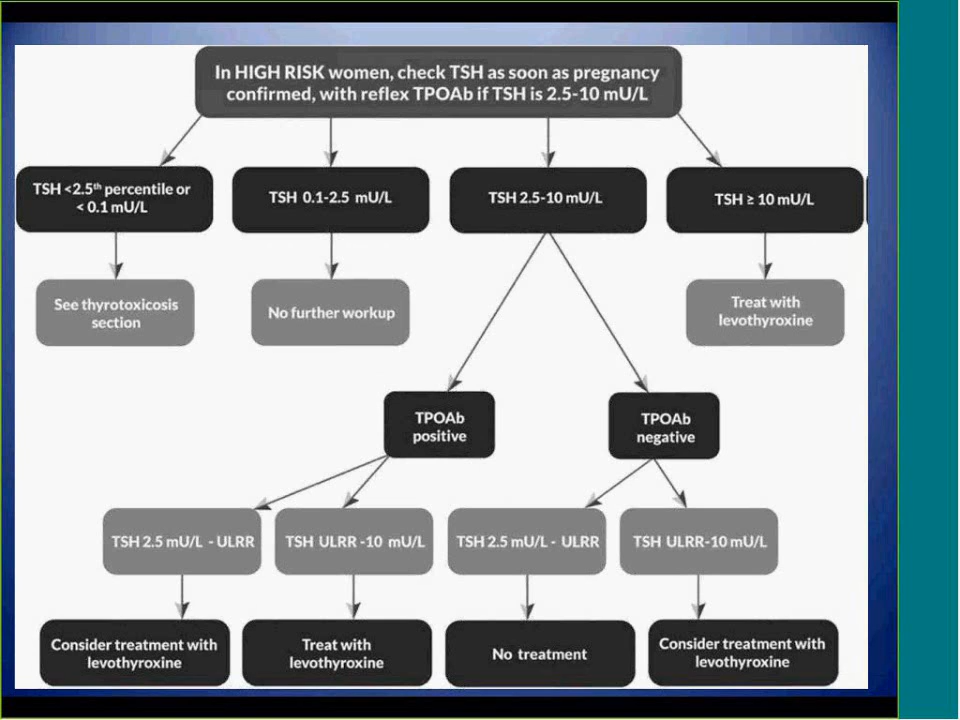 In HIGH RISK women, check TSH as soon as pregnancy
confirmed, with reflex TPOAb if TSH is 2.5-10 mU/L
TSH <2.5th percentile or
< 0.1 mU/L
TSH 0.1-2.5 mU/L
TSH 2.5-10 mU/L
TSH ≥ 10 mU/L
See thyrotoxicosis
section
No further workup
Treat with
levothyroxine
TPOAb
positive
TPOAb
negative
TSH 2.5 mU/L - ULRR
TSH ULRR -10 mU/L
TSH 2.5 mU/L - ULRR
TSH ULRR-10 mU/L
Consider treatment with
levothyroxine
Treat with
levothyroxine
No treatment
Consider treatment with
levothyroxine